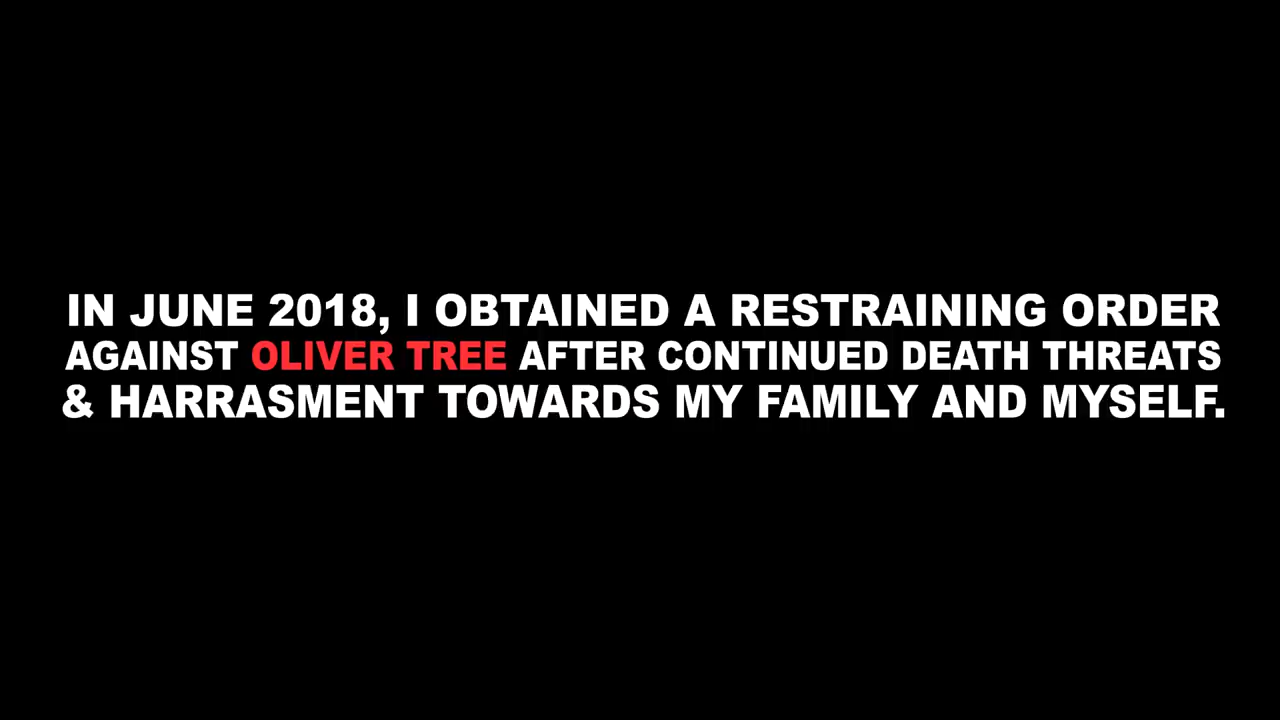 IN JUNE 2018, I OBTAINED A RESTRAINING ORDER
AGAINST OLIVER TREE AFTER CONTINUED DEATH THREATS
& HARRASMENT TOWARDS MY FAMILY AND MYSELF.